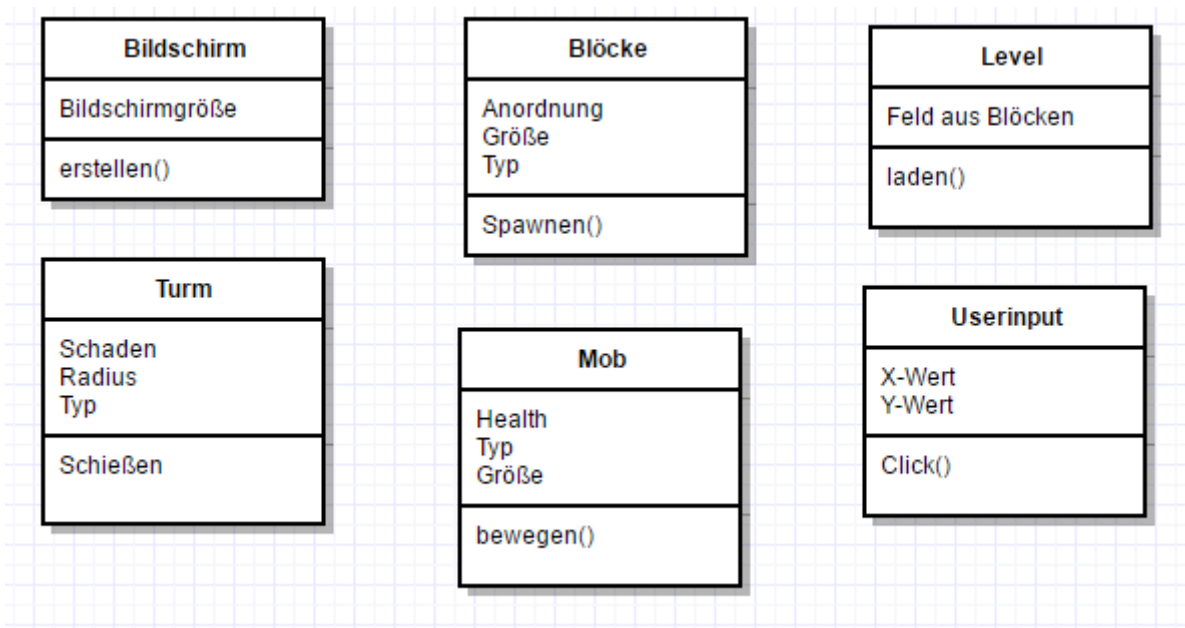 Bildschirm
Bildschirmgröße
erstellen()
Blöcke
Anordnung
Größe
Typ
Spawnen()
Level
Feld aus Blöcken
laden()
Turm
Schaden
Radius
Typ
Schießen
Mob
Health
Typ
Größe
bewegen()
Userinput
X-Wert
Y-Wert
Click()